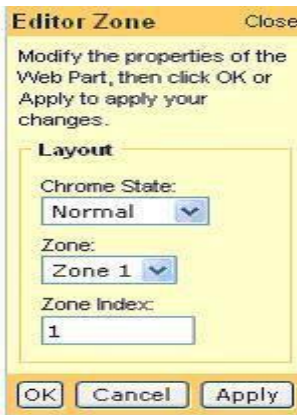 Editor Zone Close
Modify the properties of the
Web Part, then click OK or
Apply to apply your
changes.
Layout
Chrome State:
Normal
Zone:
Zone 1
Zone Index:
1
OK Cancel Apply